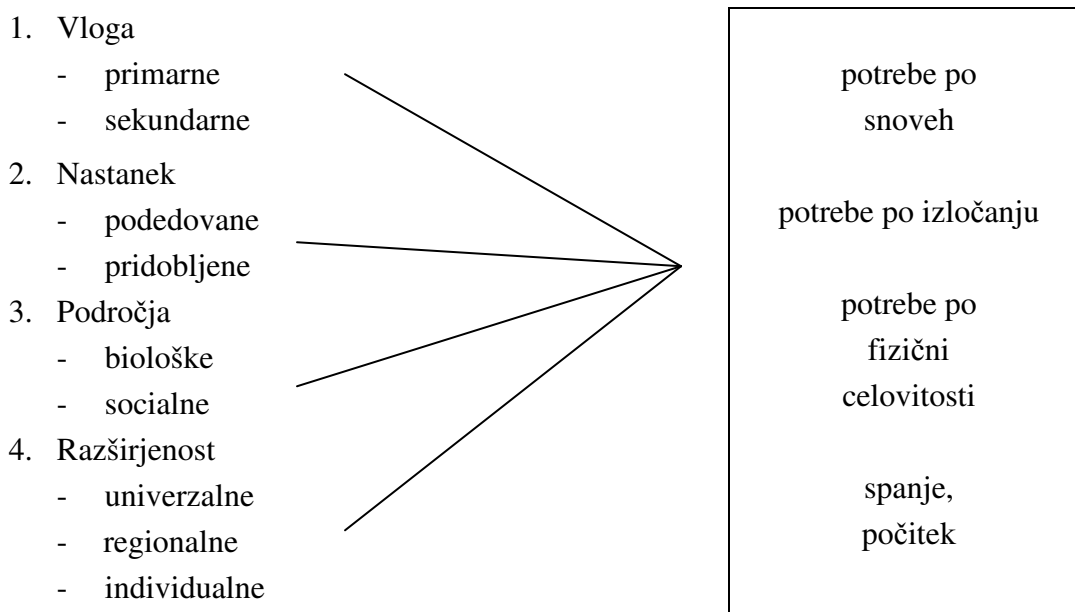 1. Vloga
- primarne
- sekundarne
2. Nastanek
- podedovane
- pridobljene
3. Področja
- biološke
- socialne
4. Razširjenost
- univerzalne
- regionalne
- individualne
potrebe po
snoveh
potrebe po izločanju
potrebe po
fizični
celovitosti
spanje,
počitek